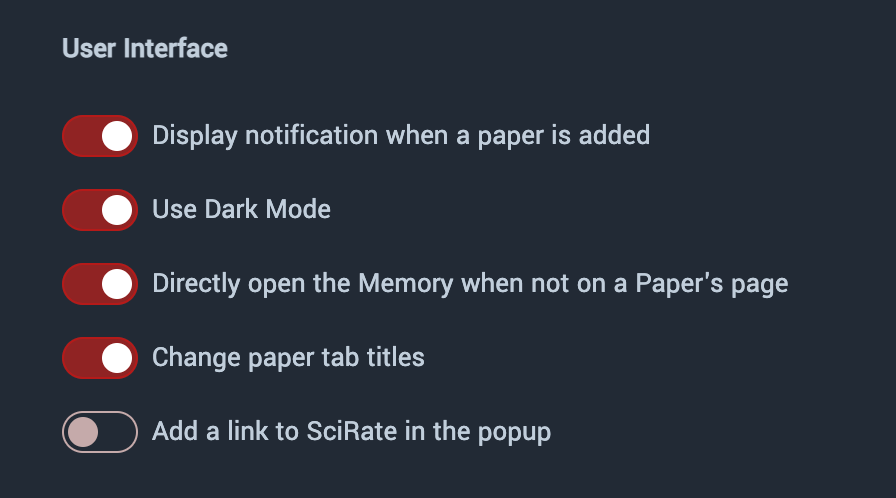 User Interface
Display notification when a paper is added
Use Dark Mode
Directly open the Memory when not on a Paper's page
Change paper tab titles
Add a link to SciRate in the popup